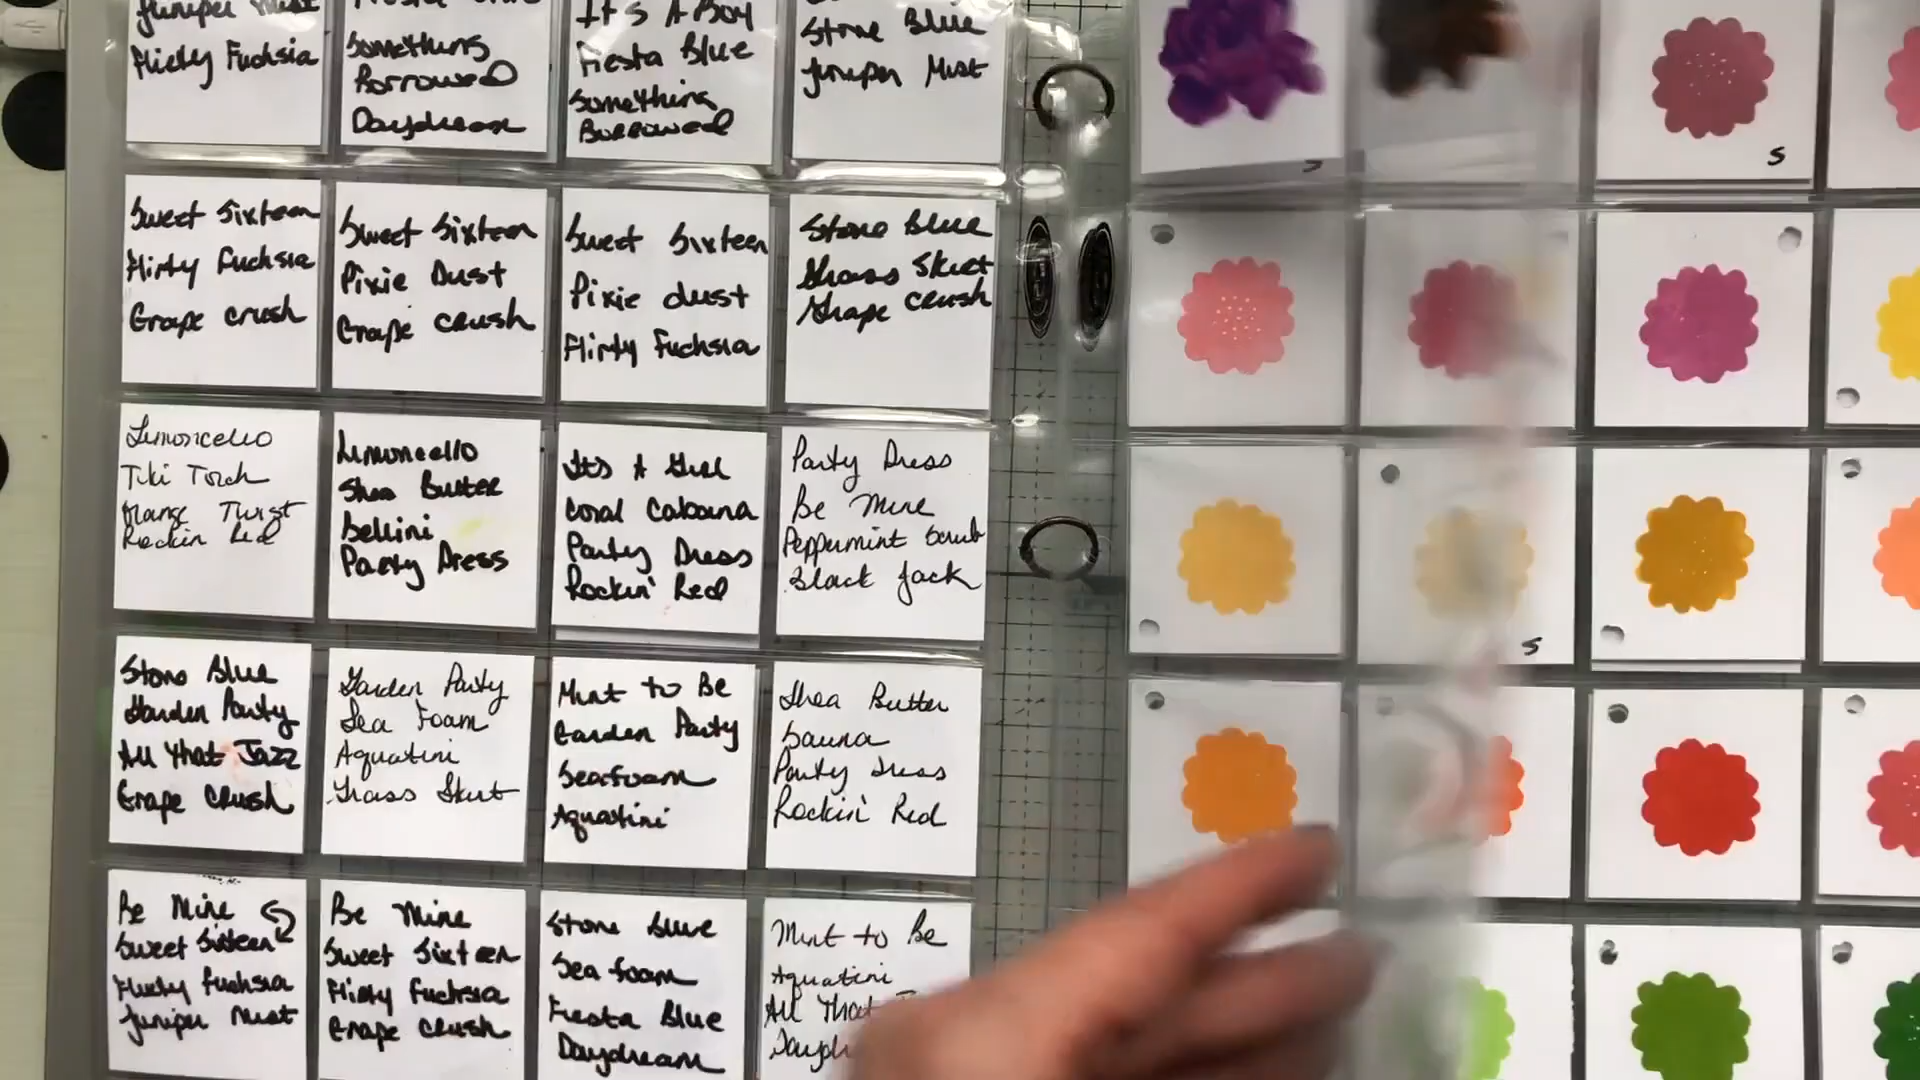 Juniper Mist
Flirty Fuchsia
Something
Borrowed
Daydream
It's A Boy
Fiesta Blue
Something
Borrowed
Stone Blue
Juniper Mist
S
S
Sweet Sixteen
Flirty Fuchsia
Grape crush
Sweet Sixteen
Pixie Dust
Grape crush
Sweet Sixteen
Pixie dust
Flirty Fuchsia
Stone Blue
Grass Skirt
Grape crush
Limoncello
Tiki Torch
Orange Twist
Rockin Red
Limoncello
Shea Butter
Bellini
Party Dress
It's A Girl
Coral Cabana
Party Dress
Rockin' Red
Party Dress
Be Mine
Peppermint Scrub
Black Jack
S
Stone Blue
Garden Party
All that Jazz
Grape Crush
Garden Party
Sea Foam
Aquatini
Grass Skirt
Mint to Be
Garden Party
Seafoam
Aquatini
Shea Butter
Sauna
Party Dress
Rockin' Red
Be Mine
Sweet Sixteen
Flirty fuchsia
Juniper Mist
Be Mine
Sweet Sixteen
Flirty Fuchsia
Grape crush
Stone Blue
Sea foam
Fiesta Blue
Daydream
Mint to Be
Aquatini
All That